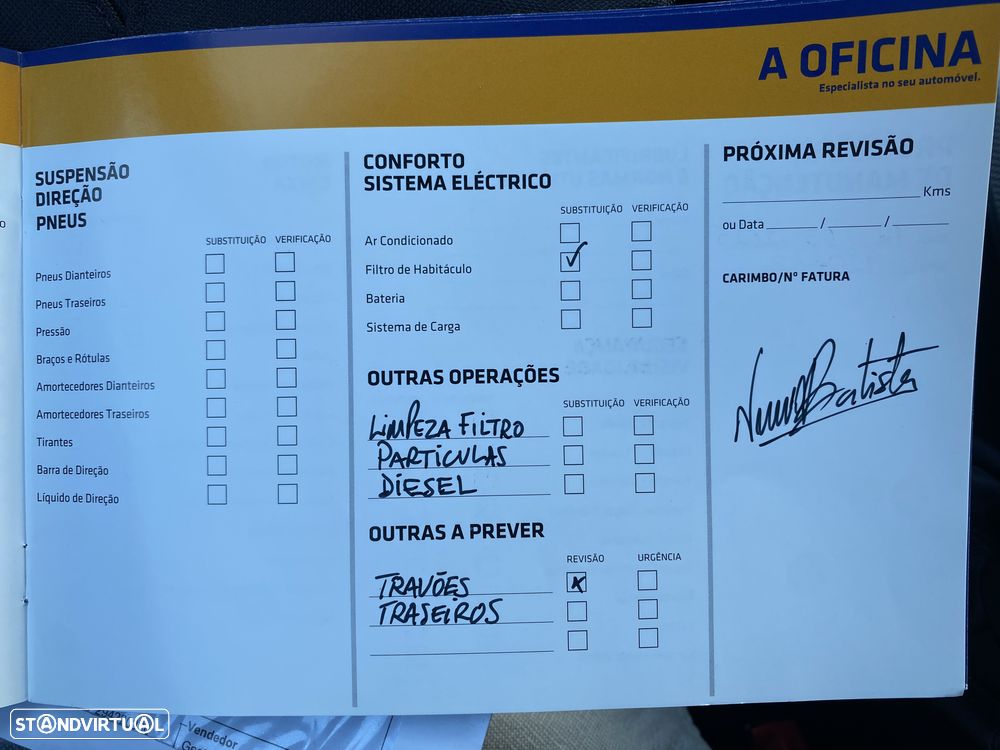 A OFICINA
Especialista no seu automóvel.
SUSPENSÃO
DIREÇÃO
PNEUS
SUBSTITUIÇÃO VERIFICAÇÃO
Pneus Dianteiros
Pneus Traseiros
Pressão
Braços e Rótulas
Amortecedores Dianteiros
Amortecedores Traseiros
Tirantes
Barra de Direção
Líquido de Direção
CONFORTO
SISTEMA ELÉCTRICO
SUBSTITUIÇÃO VERIFICAÇÃO
Ar Condicionado
Filtro de Habitáculo
Bateria
Sistema de Carga
OUTRAS OPERAÇÕES
SUBSTITUIÇÃO VERIFICAÇÃO
LIMPEZA FILTRO
PARTICULAS
DIESEL
OUTRAS A PREVER
REVISÃO URGÊNCIA
TRAVÕES
TRASEIROS
PRÓXIMA REVISÃO
Kms
ou Data / /
CARIMBO/Nº FATURA
Nuno Batista
Vendedor
STANDVIRTUAL